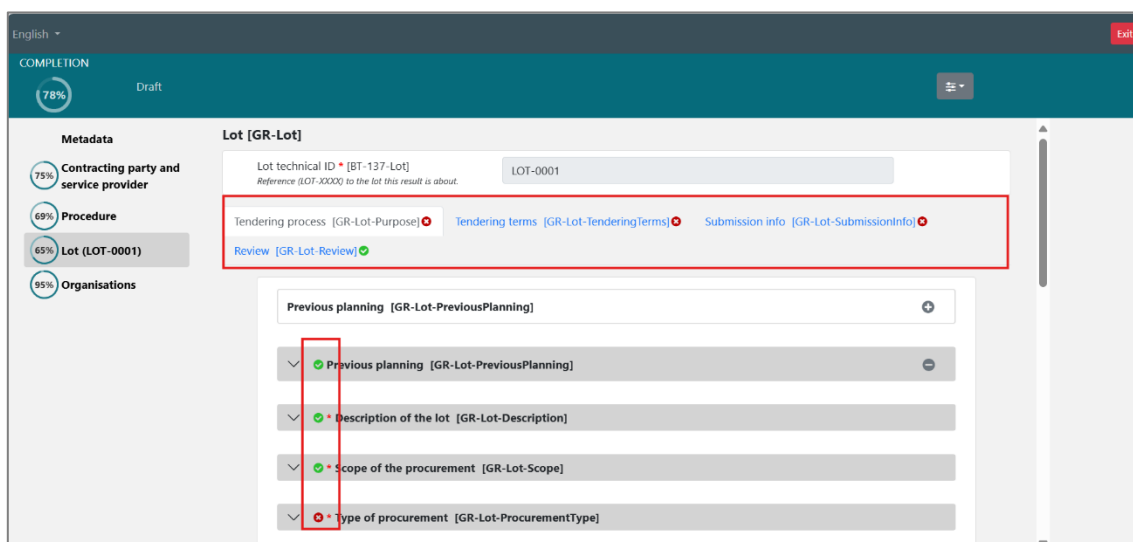 English
Exit
COMPLETION
78%
Draft
Metadata
75% Contracting party and
service provider
69% Procedure
65% Lot (LOT-0001)
95% Organisations
Lot [GR-Lot]
Lot technical ID * [BT-137-Lot]
Reference (LOT-XXXX) to the lot this result is about.
LOT-0001
Tendering process [GR-Lot-Purpose] Tendering terms [GR-Lot-TenderingTerms] Submission info [GR-Lot-SubmissionInfo]
Review [GR-Lot-Review]
Previous planning [GR-Lot-PreviousPlanning]
Previous planning [GR-Lot-PreviousPlanning]
* Description of the lot [GR-Lot-Description]
* Scope of the procurement [GR-Lot-Scope]
* Type of procurement [GR-Lot-ProcurementType]